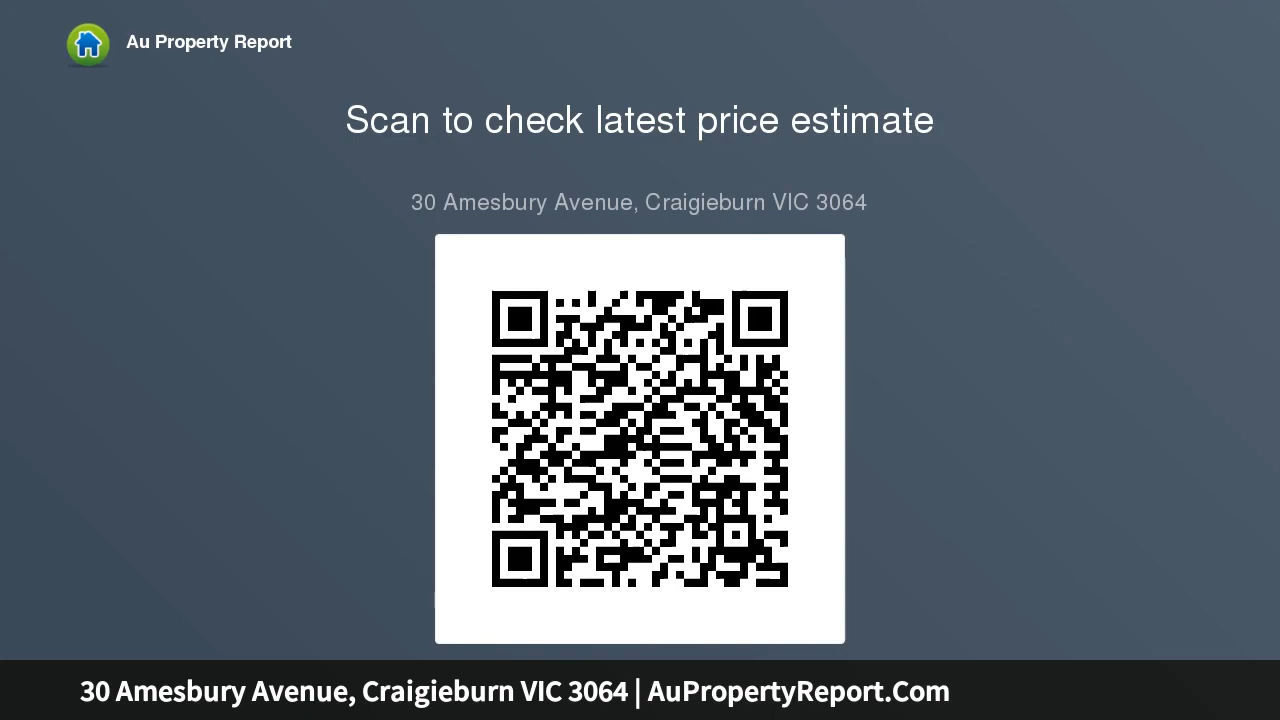 Au Property Report
Scan to check latest price estimate
30 Amesbury Avenue, Craigieburn VIC 3064
30 Amesbury Avenue, Craigieburn VIC 3064 | AuPropertyReport.Com